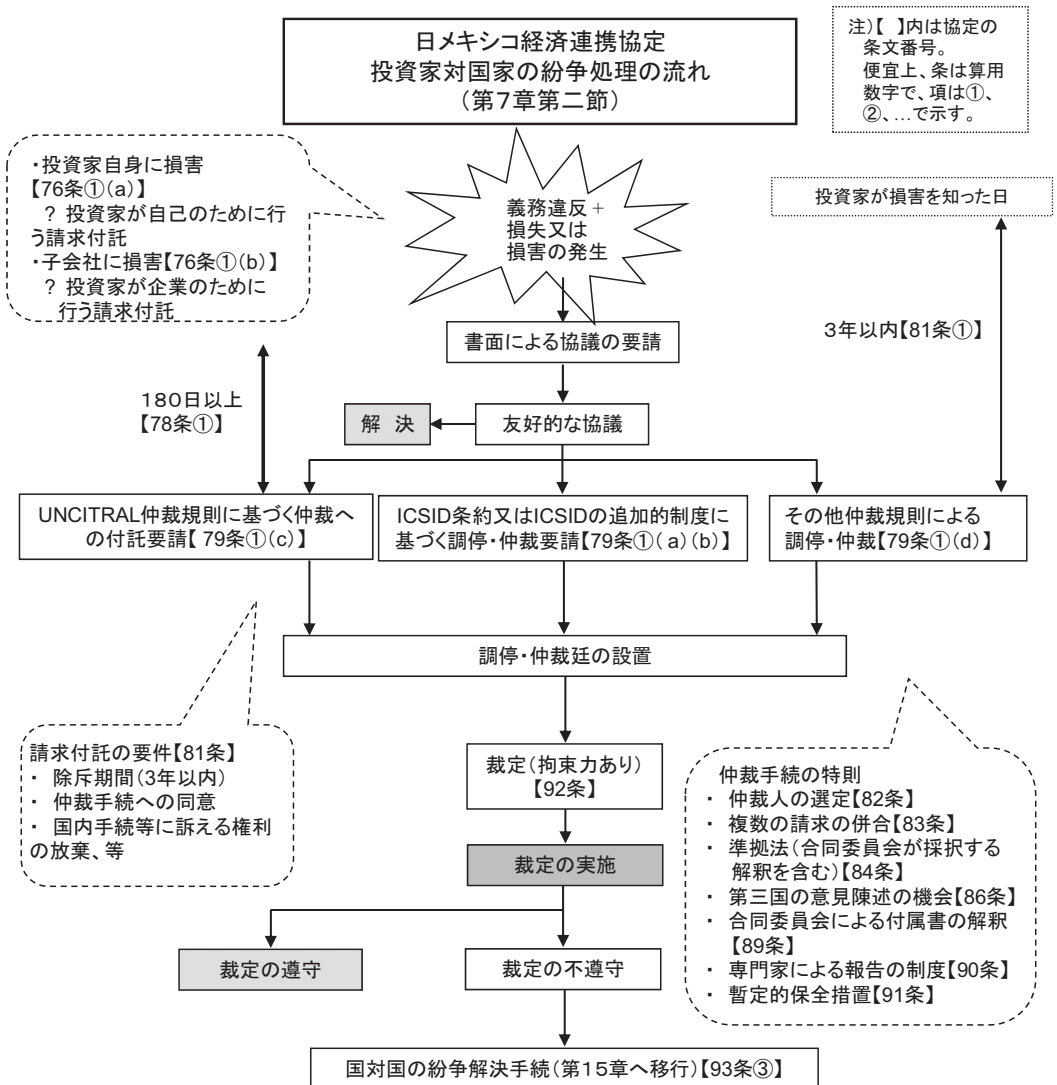 日メキシコ経済連携協定
投資家対国家の紛争処理の流れ
(第7章第二節)
注)【 】内は協定の
条文番号。
便宜上、条は算用
数字で、項は①、
②、…で示す。
・投資家自身に損害
【76条①(a)】
? 投資家が自己のために行
う請求付託
・子会社に損害【76条①(b)】
? 投資家が企業のために
行う請求付託
義務違反+
損失又は
損害の発生
投資家が損害を知った日
書面による協議の要請
3年以内【81条①】
180日以上
【78条①】
解 決
友好的な協議
UNCITRAL仲裁規則に基づく仲裁へ
の付託要請【79条①(c)】
ICSID条約又はICSIDの追加的制度に
基づく調停・仲裁要請【79条①(a)(b)】
その他仲裁規則による
調停・仲裁【79条①(d)】
調停・仲裁廷の設置
請求付託の要件【81条】
・ 除斥期間(3年以内)
・ 仲裁手続への同意
・ 国内手続等に訴える権利
の放棄、等
裁定(拘束力あり)
【92条】
裁定の実施
裁定の遵守
裁定の不遵守
仲裁手続の特則
・ 仲裁人の選定【82条】
・ 複数の請求の併合【83条】
・ 準拠法(合同委員会が採択する
解釈を含む)【84条】
・ 第三国の意見陳述の機会【86条】
・ 合同委員会による付属書の解釈
【89条】
・ 専門家による報告の制度【90条】
・ 暫定的保全措置【91条】
国対国の紛争解決手続(第15章へ移行)【93条③】